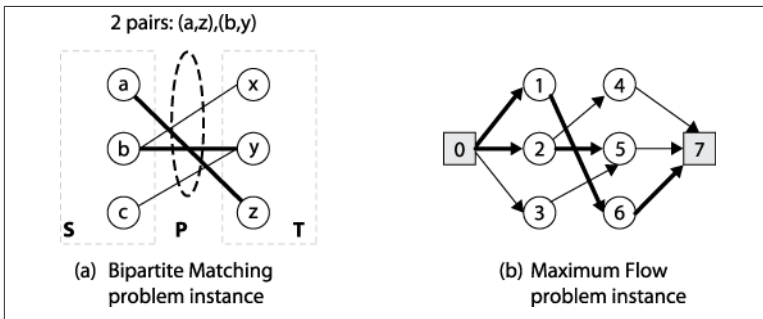 2 pairs: (a,z),(b,y)
a
x
b
y
c
z
S
P
T
(a) Bipartite Matching
problem instance
1
4
0
2
5
7
3
6
(b) Maximum Flow
problem instance